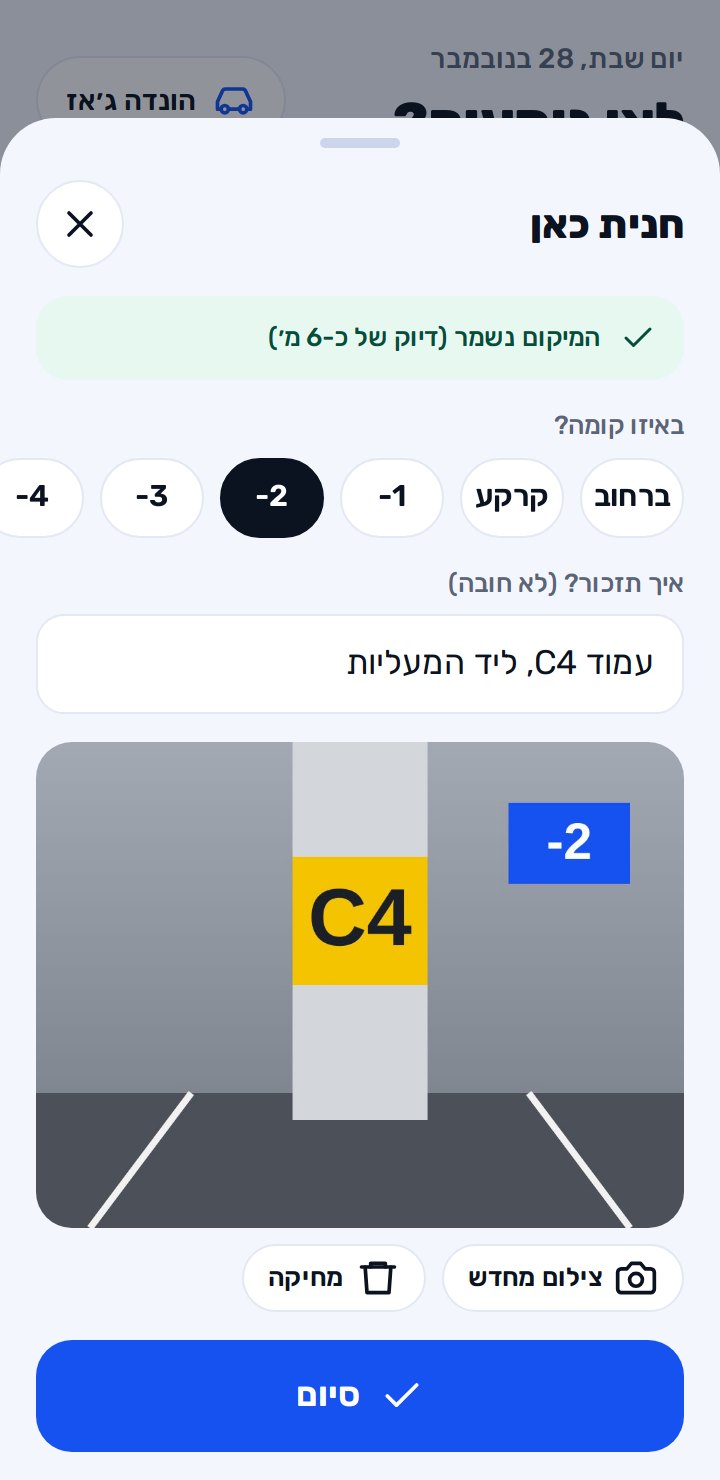 יום שבת, 28 בנובמבר
הונדה ג׳אז
חנית כאן
המיקום נשמר (דיוק של כ-6 מ׳)
באיזו קומה?
ברחוב קרקע -1 -2 -3 -4
איך תזכור? (לא חובה)
עמוד C4, ליד המעליות
-2
C4
צילום מחדש מחיקה
סיום